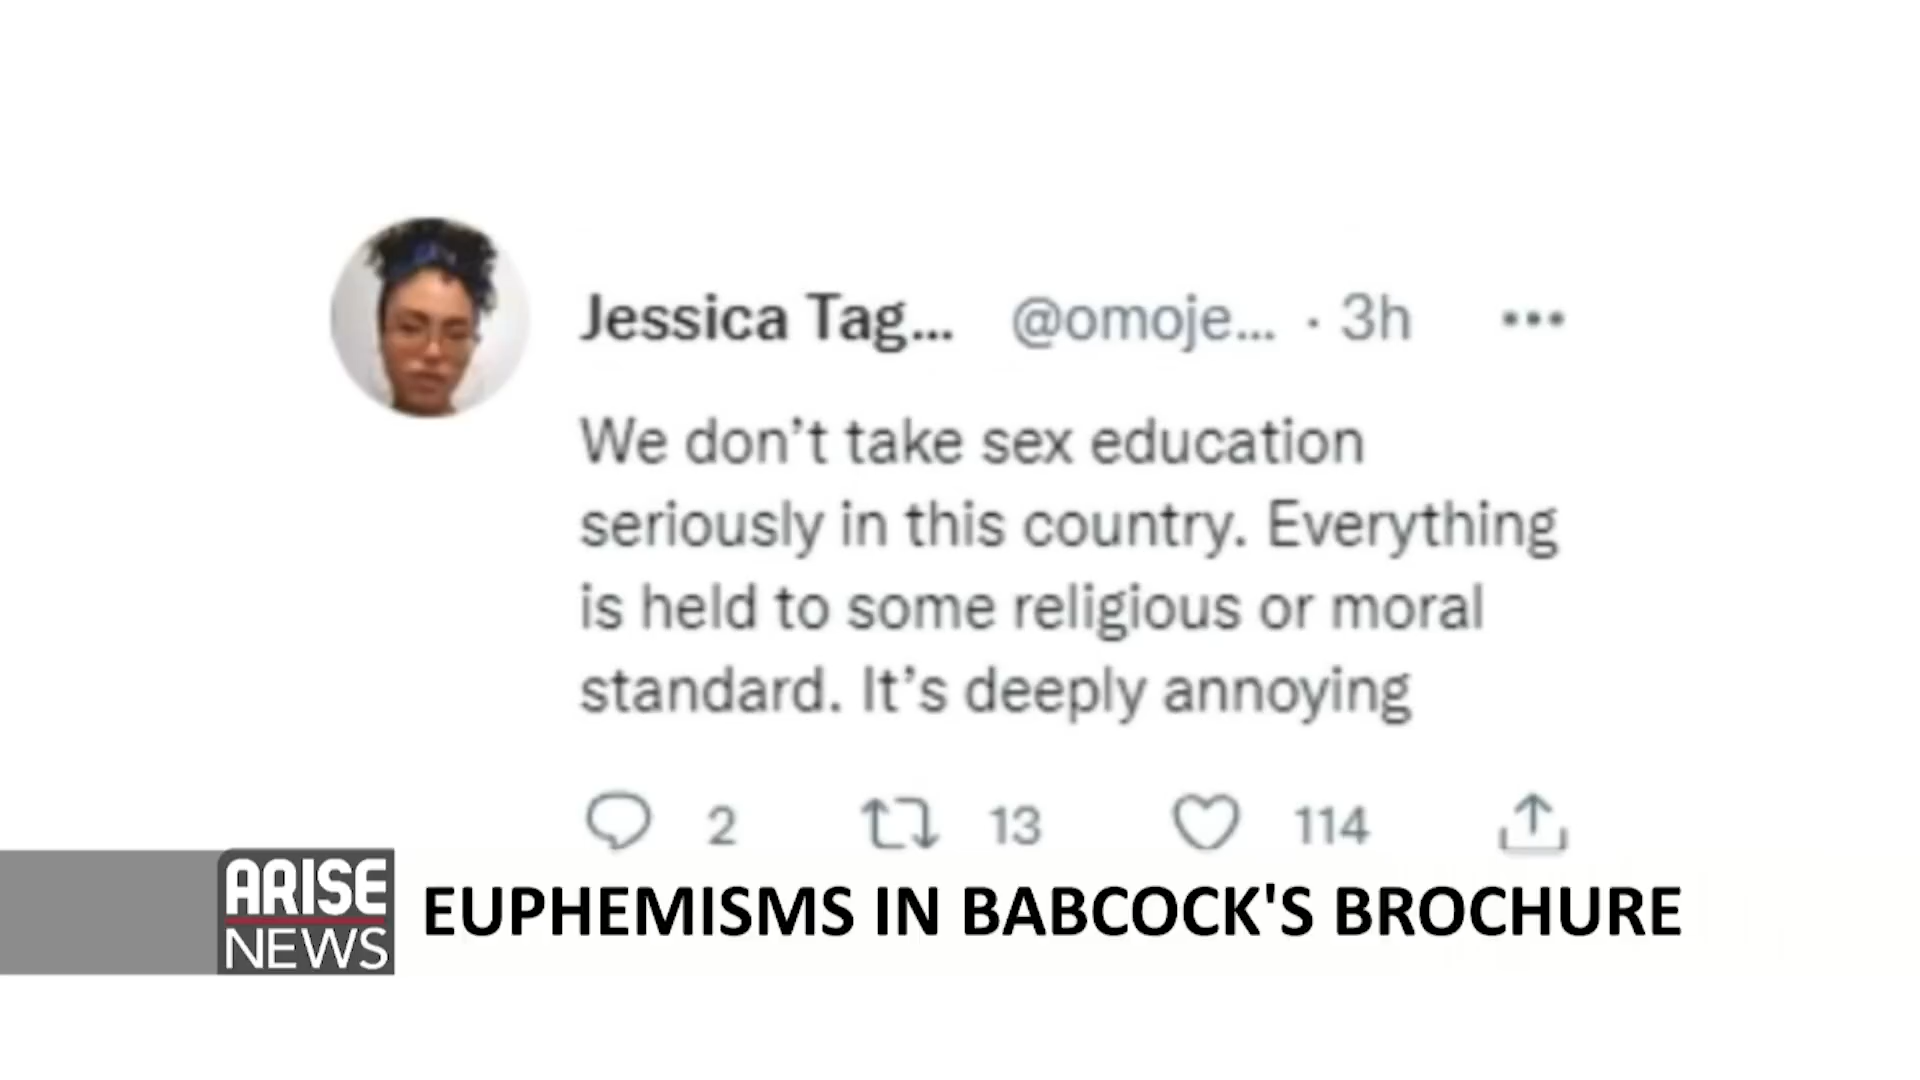 Jessica Tag... @omoje... · 3h
We don't take sex education
seriously in this country. Everything
is held to some religious or moral
standard. It's deeply annoying
2 13 114
ARISE
NEWS
EUPHEMISMS IN BABCOCK'S BROCHURE